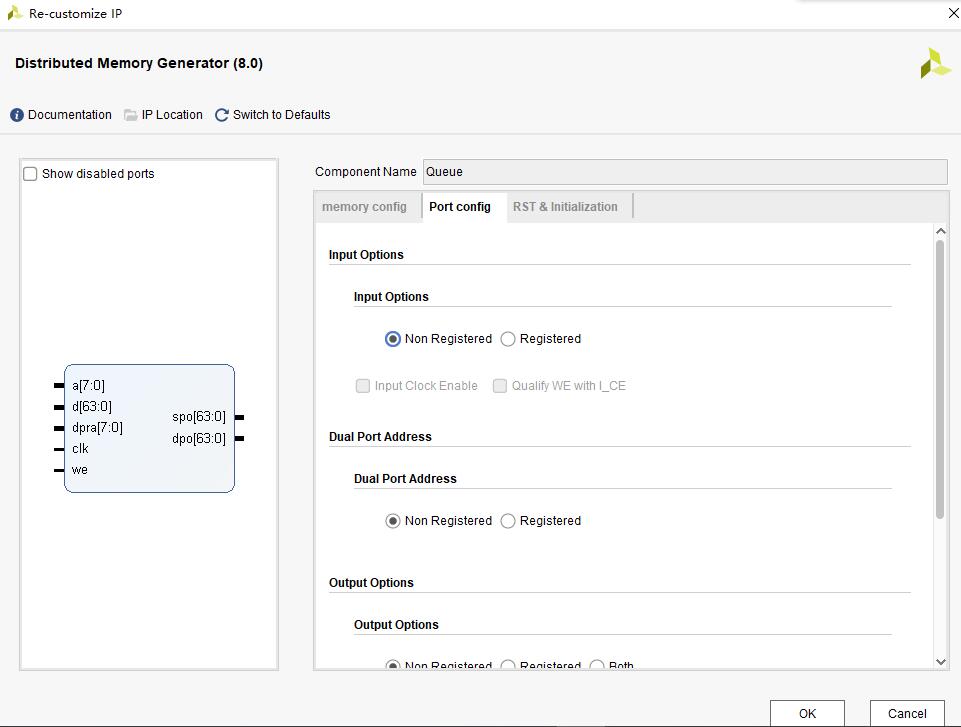 Re-customize IP
Distributed Memory Generator (8.0)
Documentation IP Location Switch to Defaults
Show disabled ports
a[7:0]
d[63:0]
dpra[7:0]
clk
we
spo[63:0]
dpo[63:0]
Component Name Queue
memory config Port config RST & Initialization
Input Options
Input Options
Non Registered Registered
Input Clock Enable Qualify WE with I_CE
Dual Port Address
Dual Port Address
Non Registered Registered
Output Options
Output Options
Non Registered Registered Both
OK Cancel